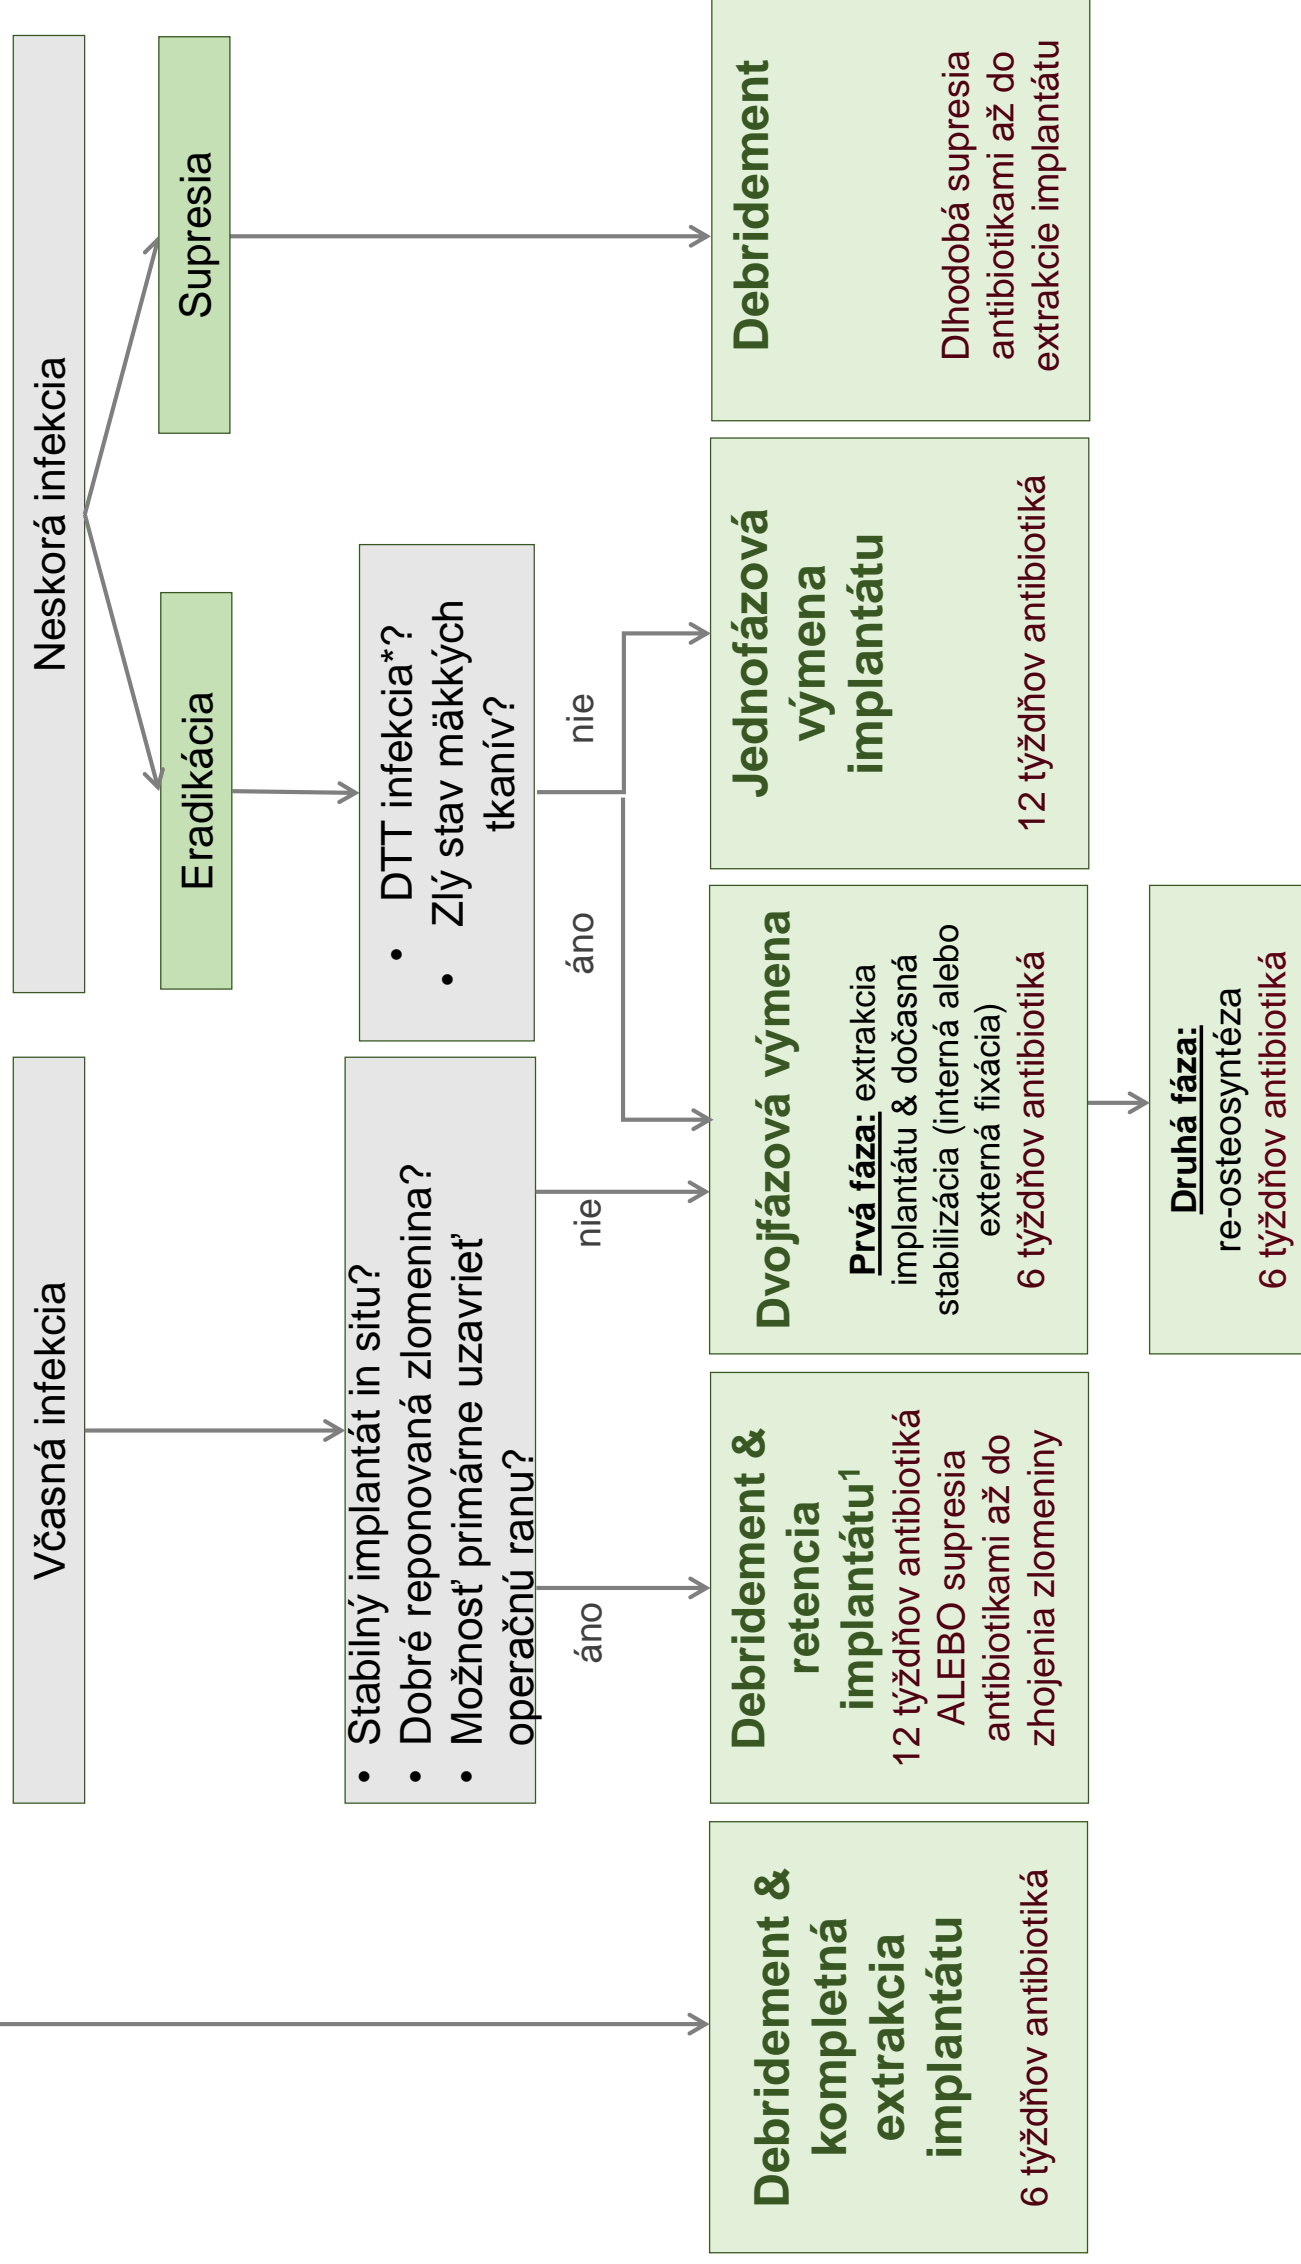 Včasná infekcia
Neskorá infekcia
Eradikácia
Supresia
• Stabilný implantát in situ?
• Dobré reponovaná zlomenina?
• Možnosť primárne uzavrieť
operačnú ranu?
• DTT infekcia*?
• Zlý stav mäkkých
tkanív?
áno
nie
áno
nie
Debridement &
kompletná
extrakcia
implantátu
6 týždňov antibiotiká
Debridement &
retencia
implantátu¹
12 týždňov antibiotiká
ALEBO supresia
antibiotikami až do
zhojenia zlomeniny
Dvojfázová výmena
Prvá fáza: extrakcia
implantátu & dočasná
stabilizácia (interná alebo
externá fixácia)
6 týždňov antibiotiká
Jednofázová
výmena
implantátu
12 týždňov antibiotiká
Debridement
Dlhodobá supresia
antibiotikami až do
extrakcie implantátu
Druhá fáza:
re-osteosyntéza
6 týždňov antibiotiká